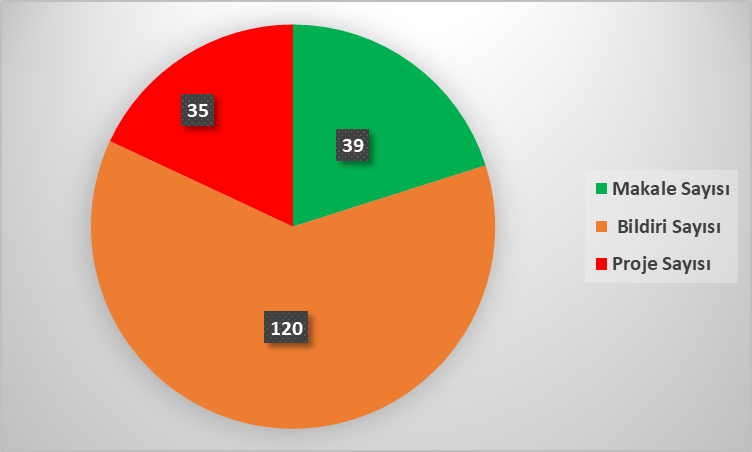 35
39
120
Makale Sayısı
Bildiri Sayısı
Proje Sayısı